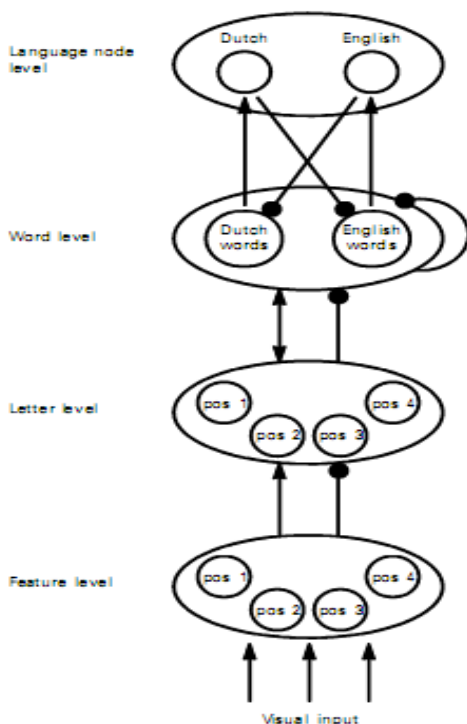 Dutch English
Language node
level
Word level
Dutch
words
English
words
Letter level
pos 1
pos 2
pos 3
pos 4
Feature level
pos 1
pos 2
pos 3
pos 4
Visual input